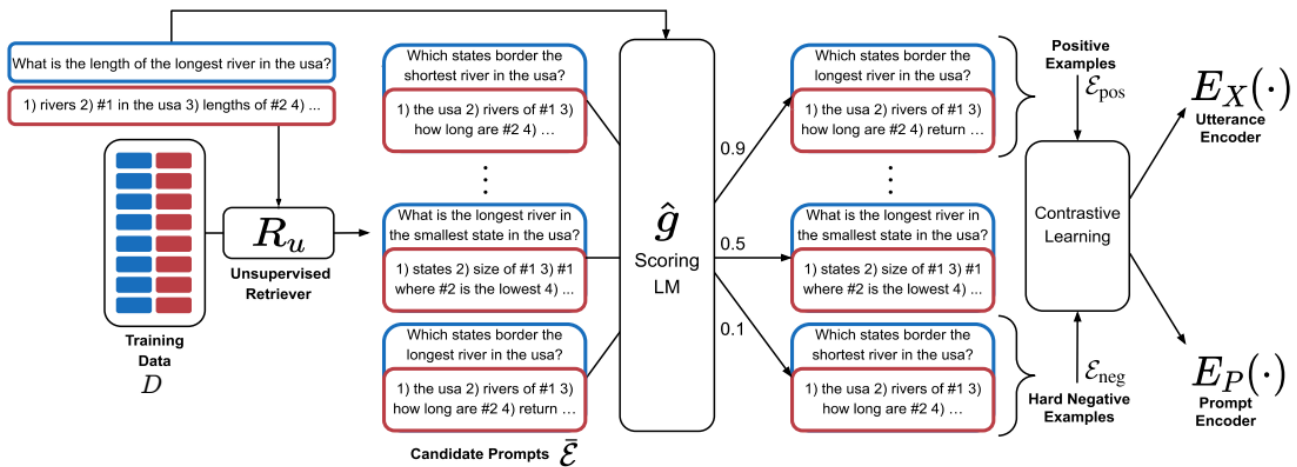 What is the length of the longest river in the usa?
1) rivers 2) #1 in the usa 3) lengths of #2 4) ...
Training
Data
D
R_u
Unsupervised
Retriever
Which states border the
shortest river in the usa?
1) the usa 2) rivers of #1 3)
how long are #2 4) …
What is the longest river in
the smallest state in the usa?
1) states 2) size of #1 3) #1
where #2 is the lowest 4) ...
Which states border the
longest river in the usa?
1) the usa 2) rivers of #1 3)
how long are #2 4) return …
Candidate Prompts ℰ̄
ĝ
Scoring
LM
0.9
0.5
0.1
Which states border the
longest river in the usa?
1) the usa 2) rivers of #1 3)
how long are #2 4) return ...
What is the longest river in
the smallest state in the usa?
1) states 2) size of #1 3) #1
where #2 is the lowest 4) ...
Which states border the
shortest river in the usa?
1) the usa 2) rivers of #1 3)
how long are #2 4) …
Positive
Examples
ℰ_pos
Contrastive
Learning
ℰ_neg
Hard Negative
Examples
E_X(·)
Utterance
Encoder
E_P(·)
Prompt
Encoder